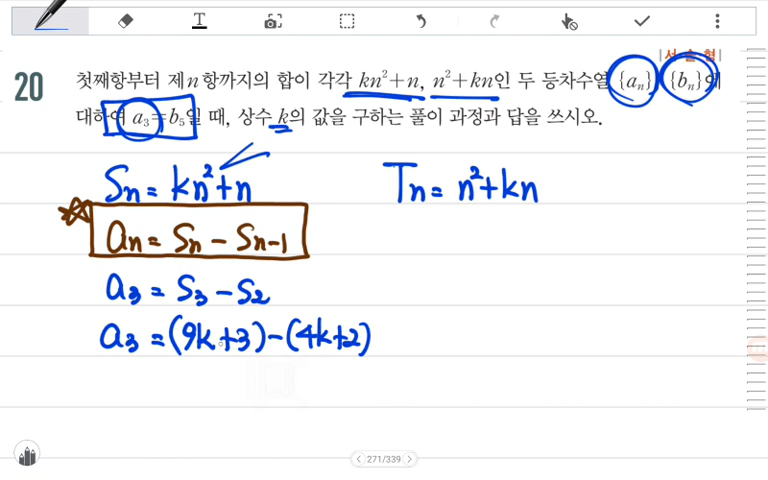 |서술형|
20 첫째항부터 제n항까지의 합이 각각 kn²+n, n²+kn인 두 등차수열 {aₙ}, {bₙ}에
대하여 a₃=b₅일 때, 상수 k의 값을 구하는 풀이 과정과 답을 쓰시오.
Sn = kn²+n Tn = n²+kn
an = Sn - Sn-1
a₃ = S₃ - S₂
a₃ = (9k+3)-(4k+2)
271/339